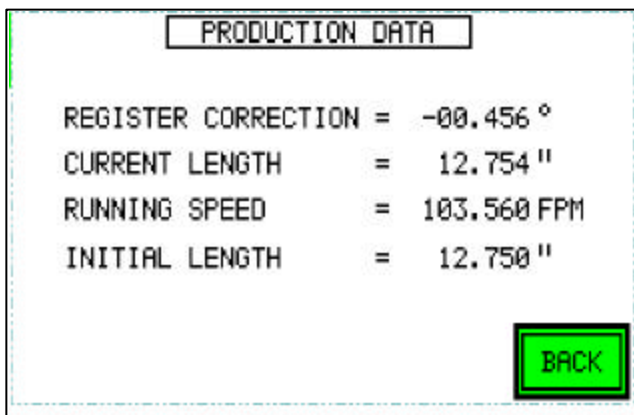 PRODUCTION DATA
REGISTER CORRECTION = -00.456 °
CURRENT LENGTH = 12.754 "
RUNNING SPEED = 103.560 FPM
INITIAL LENGTH = 12.750 "
BACK